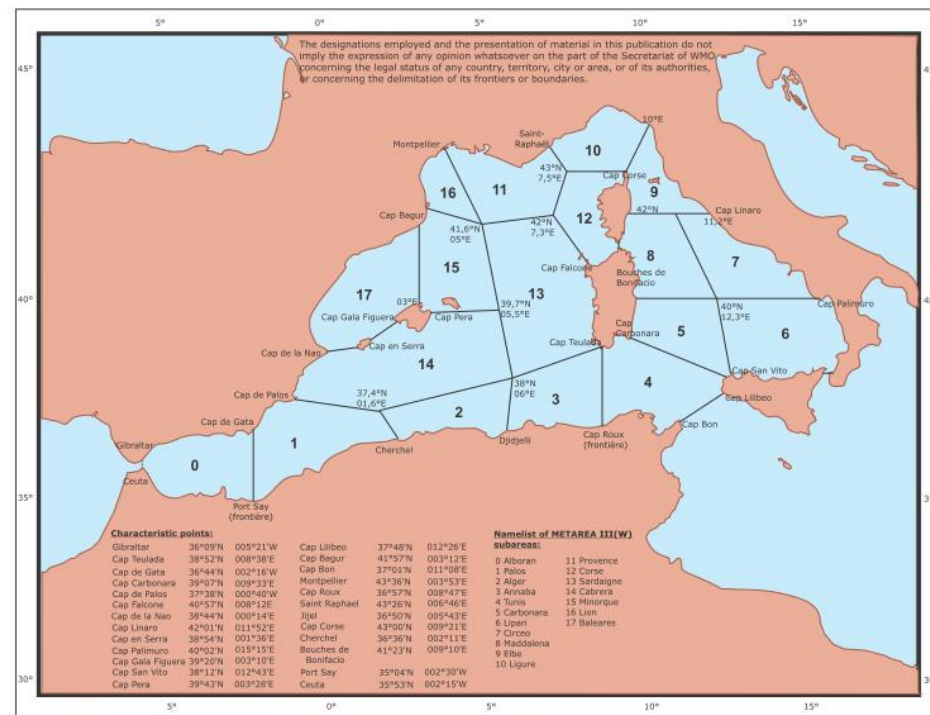 5° 0° 5° 10° 15°
The designations employed and the presentation of material in this publication do not
imply the expression of any opinion whatsoever on the part of the Secretariat of WMO
concerning the legal status of any country, territory, city or area, or of its authorities,
or concerning the delimitation of its frontiers or boundaries.
45°
10°E
Saint-
Raphaël
Montpellier
10
43°N
7,5°E
Cap Corse
16
11
9
Cap Bagur
42°N
7,3°E
12
42°N
Cap Linaro
11,2°E
41,6°N
05°E
8
7
15
Cap Falcone
Bouches de
Bonifacio
17
13
40°
03°E
39,7°N
05,5°E
40°N
12,3°E
Cap Palimuro
Cap Gala Figuera
Cap Pera
Cap
Carbonara
5
6
Cap de la Nao
Cap en Serra
Cap Teulada
14
Cap San Vito
4
38°N
06°E
Cap de Palos
37,4°N
01,6°E
3
Cap Lilibeo
2
Cap de Gata
Cap Bon
1
Djidjelli
Cap Roux
(frontière)
Gibraltar
Cherchel
0
Ceuta
35°
Port Say
(frontière)
Characteristic points:
Gibraltar 36°09'N 005°21'W
Cap Teulada 38°52'N 008°38'E
Cap de Gata 36°44'N 002°16'W
Cap Carbonara 39°07'N 009°33'E
Cap de Palos 37°38'N 000°40'W
Cap Falcone 40°57'N 008°12'E
Cap de la Nao 38°44'N 000°14'E
Cap Linaro 42°01'N 011°52'E
Cap en Serra 38°54'N 001°36'E
Cap Palimuro 40°02'N 015°15'E
Cap Gala Figuera 39°20'N 003°10'E
Cap San Vito 38°12'N 012°43'E
Cap Pera 39°43'N 003°28'E
Cap Lilibeo 37°48'N 012°26'E
Cap Bagur 41°57'N 003°12'E
Cap Bon 37°01'N 011°08'E
Montpellier 43°36'N 003°53'E
Cap Roux 36°57'N 008°47'E
Saint Raphael 43°26'N 006°46'E
Jijel 36°50'N 005°43'E
Cap Corse 43°00'N 009°21'E
Cherchel 36°36'N 002°11'E
Bouches de 41°23'N 009°10'E
Bonifacio
Port Say 35°04'N 002°30'W
Ceuta 35°53'N 002°15'W
Namelist of METAREA III(W)
subareas:
0 Alboran
1 Palos
2 Alger
3 Annaba
4 Tunis
5 Carbonara
6 Lipari
7 Circeo
8 Maddalena
9 Elbe
10 Ligure
11 Provence
12 Corse
13 Sardaigne
14 Cabrera
15 Minorque
16 Lion
17 Baleares
30°
30°
5° 0° 5° 10° 15°